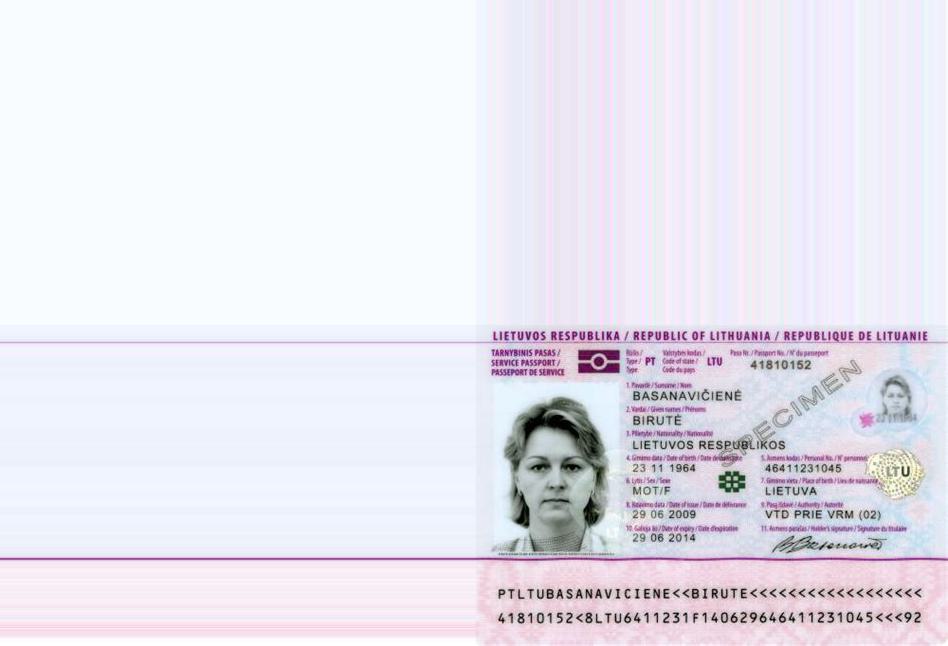 LIETUVOS RESPUBLIKA / REPUBLIC OF LITHUANIA / REPUBLIQUE DE LITUANIE
TARNYBINIS PASAS /
SERVICE PASSPORT /
PASSEPORT DE SERVICE
Rūšis / Type / Type PT
Valstybės kodas / Code of state / Code du pays LTU
Paso Nr. / Passport No. / N° du passeport
41810152
1. Pavardė / Surname / Nom
BASANAVIČIENĖ
2. Vardai / Given names / Prénoms
BIRUTĖ
3. Pilietybė / Nationality / Nationalité
LIETUVOS RESPUBLIKOS
SPECIMEN
4. Gimimo data / Date of birth / Date de naissance
23 11 1964
5. Asmens kodas / Personal No. / N° personnel
46411231045
LTU
6. Lytis / Sex / Sexe
MOT/F
7. Gimimo vieta / Place of birth / Lieu de naissance
LIETUVA
8. Išdavimo data / Date of issue / Date de délivrance
29 06 2009
9. Pasą išdavė / Authority / Autorité
VTD PRIE VRM (02)
10. Galioja iki / Date of expiry / Date d'expiration
29 06 2014
11. Asmens parašas / Holder's signature / Signature du titulaire
PTLTUBASANAVICIENE<<BIRUTE<<<<<<<<<<<<<<<<<<
41810152<8LTU6411231F140629646411231045<<<92